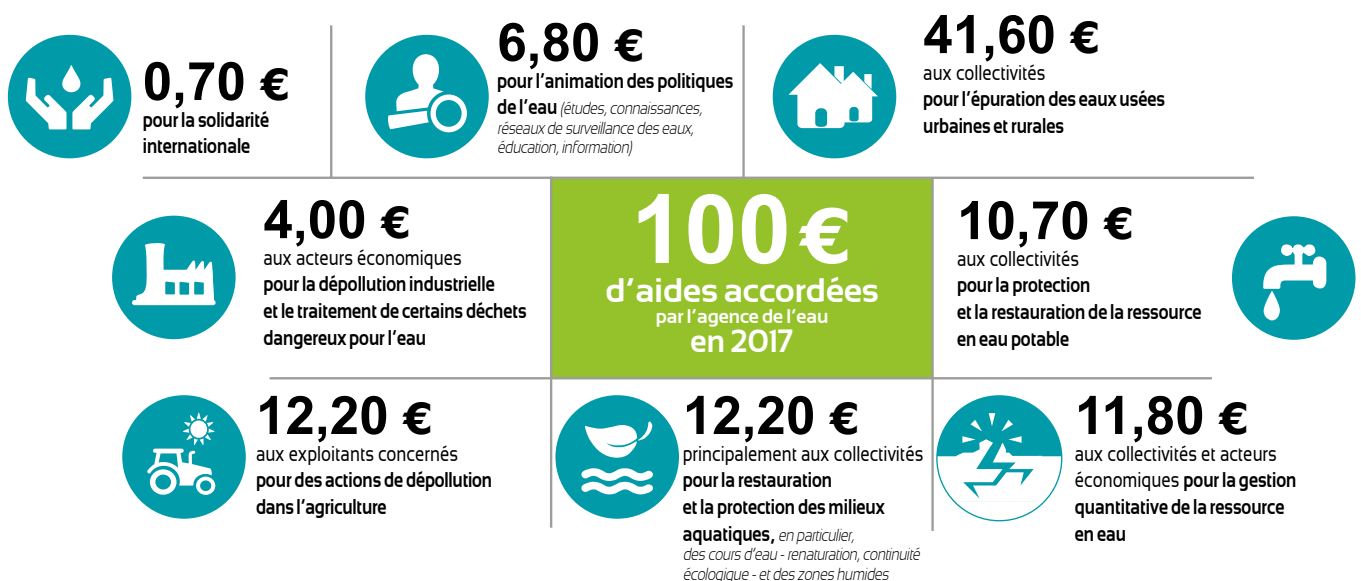 0,70 €
pour la solidarité
internationale
6,80 €
pour l'animation des politiques
de l'eau (études, connaissances,
réseaux de surveillance des eaux,
éducation, information)
41,60 €
aux collectivités
pour l'épuration des eaux usées
urbaines et rurales
4,00 €
aux acteurs économiques
pour la dépollution industrielle
et le traitement de certains déchets
dangereux pour l'eau
100 €
d'aides accordées
par l'agence de l'eau
en 2017
10,70 €
aux collectivités
pour la protection
et la restauration de la ressource
en eau potable
12,20 €
aux exploitants concernés
pour des actions de dépollution
dans l'agriculture
12,20 €
principalement aux collectivités
pour la restauration
et la protection des milieux
aquatiques, en particulier,
des cours d'eau - renaturation, continuité
écologique - et des zones humides
11,80 €
aux collectivités et acteurs
économiques pour la gestion
quantitative de la ressource
en eau